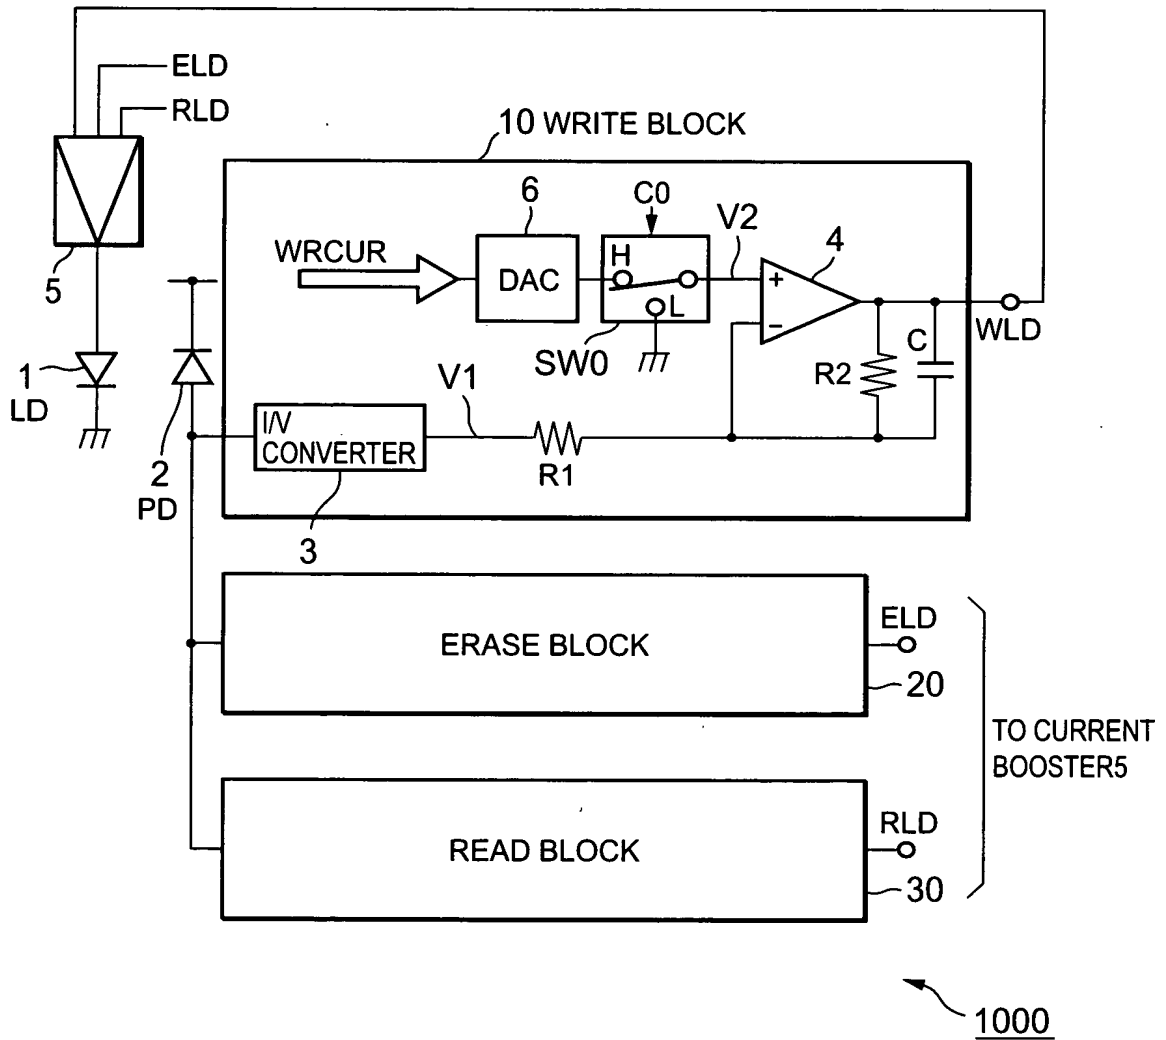 ELD
RLD
10 WRITE BLOCK
6
C0
V2
4
WRCUR
DAC
H
L
+
−
5
SW0
WLD
C
R2
1
LD
V1
I/V
CONVERTER
R1
2
PD
3
ERASE BLOCK
ELD
20
TO CURRENT
BOOSTER5
READ BLOCK
RLD
30
1000